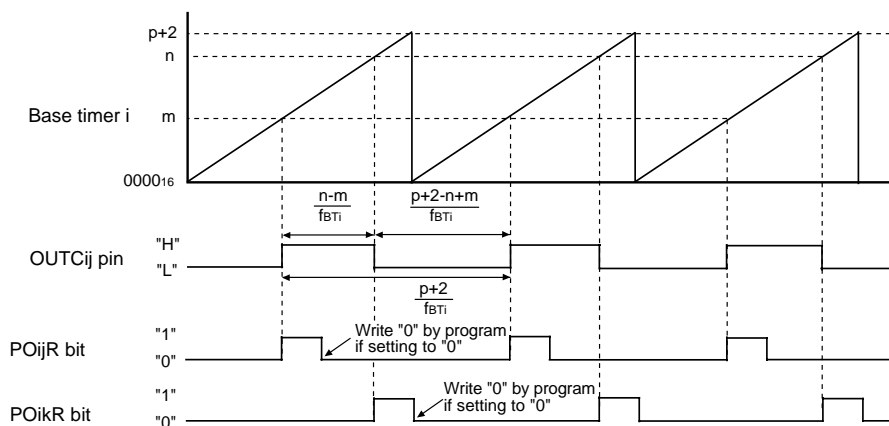 p+2
n
Base timer i
m
0000₁₆
n-m
fBTi
p+2-n+m
fBTi
"H"
OUTCij pin
"L"
p+2
fBTi
"1"
Write "0" by program
if setting to "0"
POijR bit
"0"
"1"
Write "0" by program
if setting to "0"
POikR bit
"0"